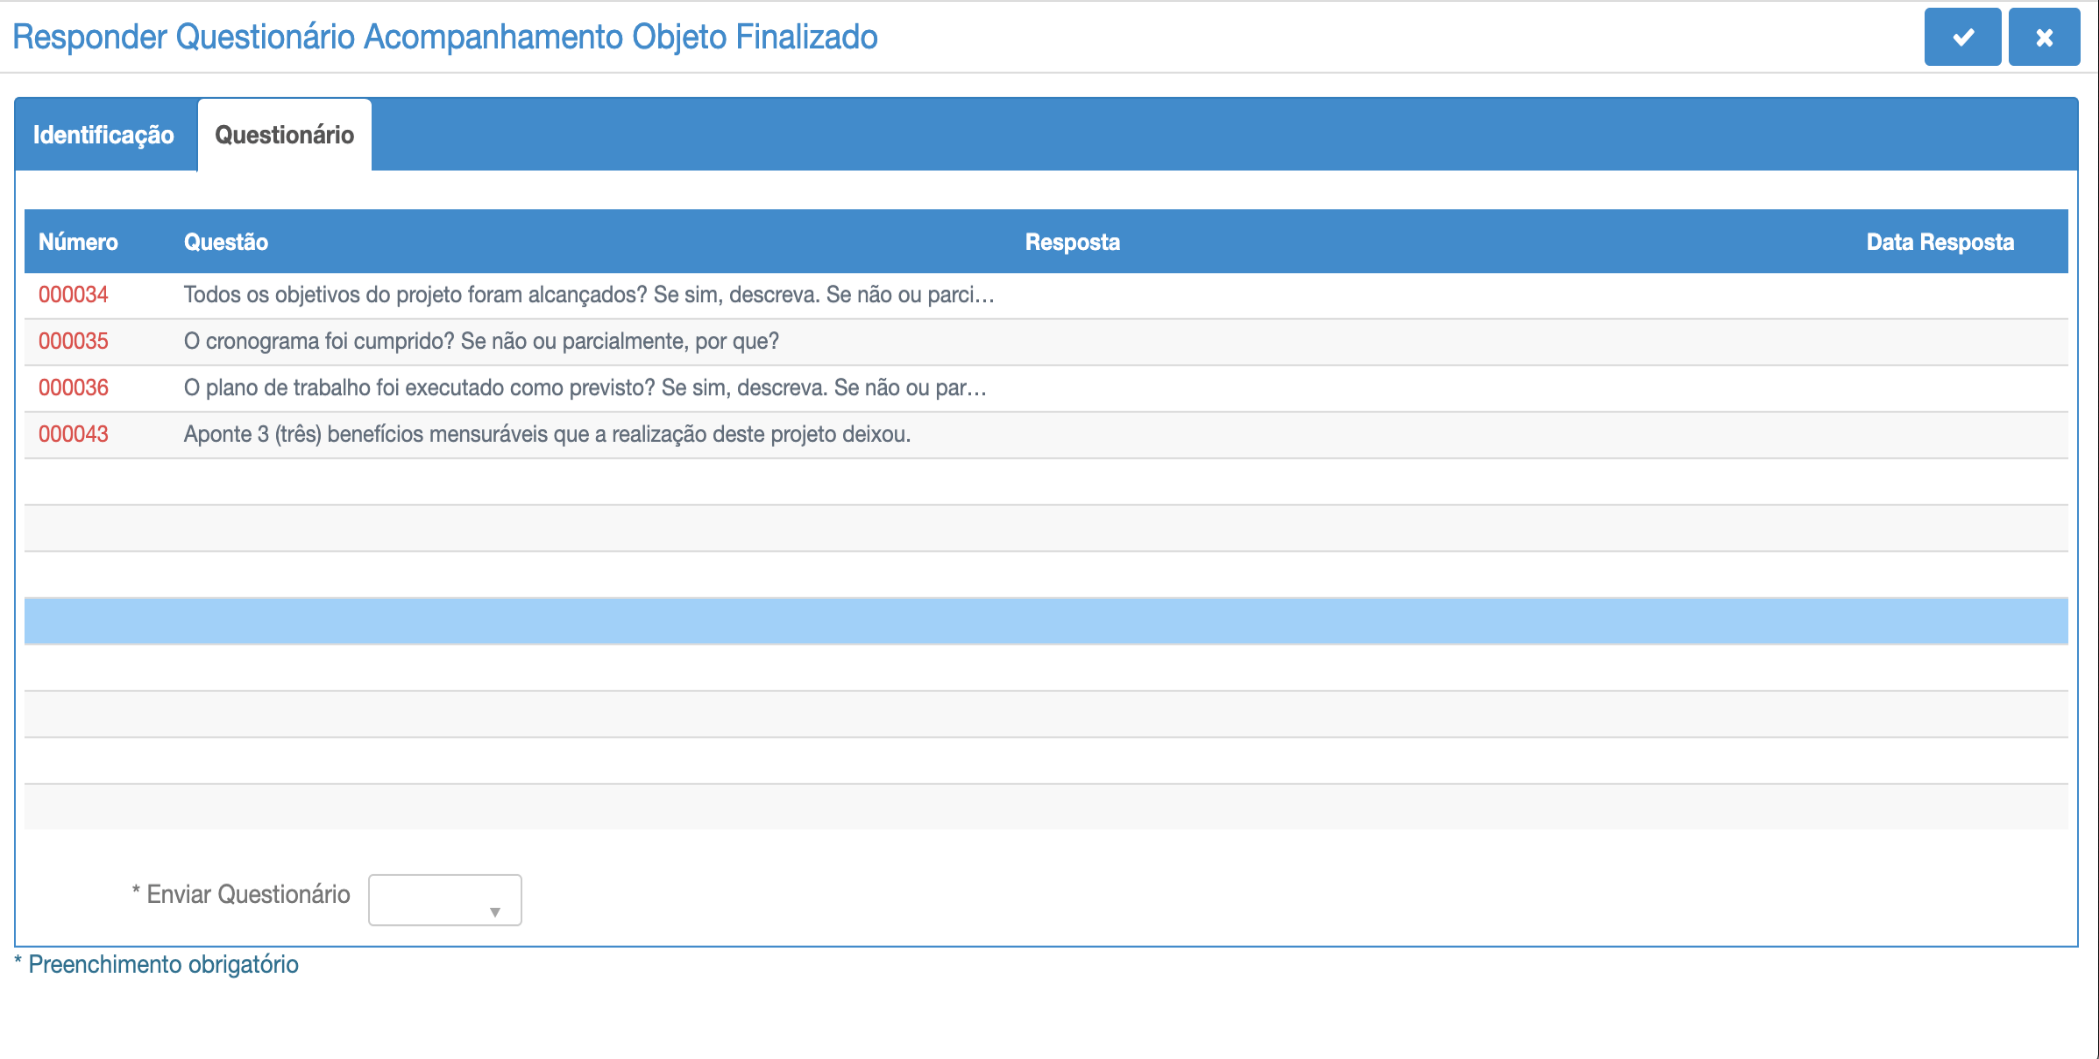 Responder Questionário Acompanhamento Objeto Finalizado
Identificação Questionário
Número Questão Resposta Data Resposta
000034 Todos os objetivos do projeto foram alcançados? Se sim, descreva. Se não ou parci...
000035 O cronograma foi cumprido? Se não ou parcialmente, por que?
000036 O plano de trabalho foi executado como previsto? Se sim, descreva. Se não ou par...
000043 Aponte 3 (três) benefícios mensuráveis que a realização deste projeto deixou.
* Enviar Questionário
* Preenchimento obrigatório